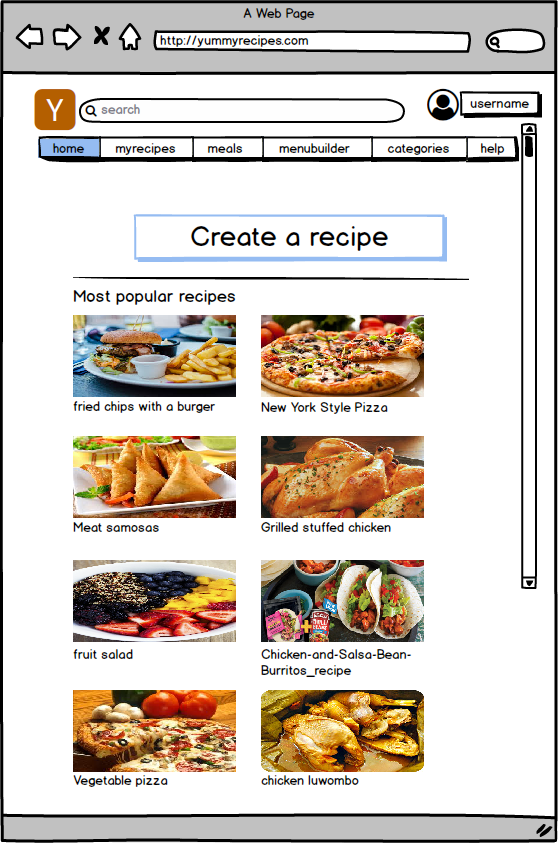 A Web Page
http://yummyrecipes.com
Y
search
username
home
myrecipes
meals
menubuilder
categories
help
Create a recipe
Most popular recipes
fried chips with a burger
New York Style Pizza
Meat samosas
Grilled stuffed chicken
fruit salad
Chicken-and-Salsa-Bean-
Burritos_recipe
Vegetable pizza
chicken luwombo